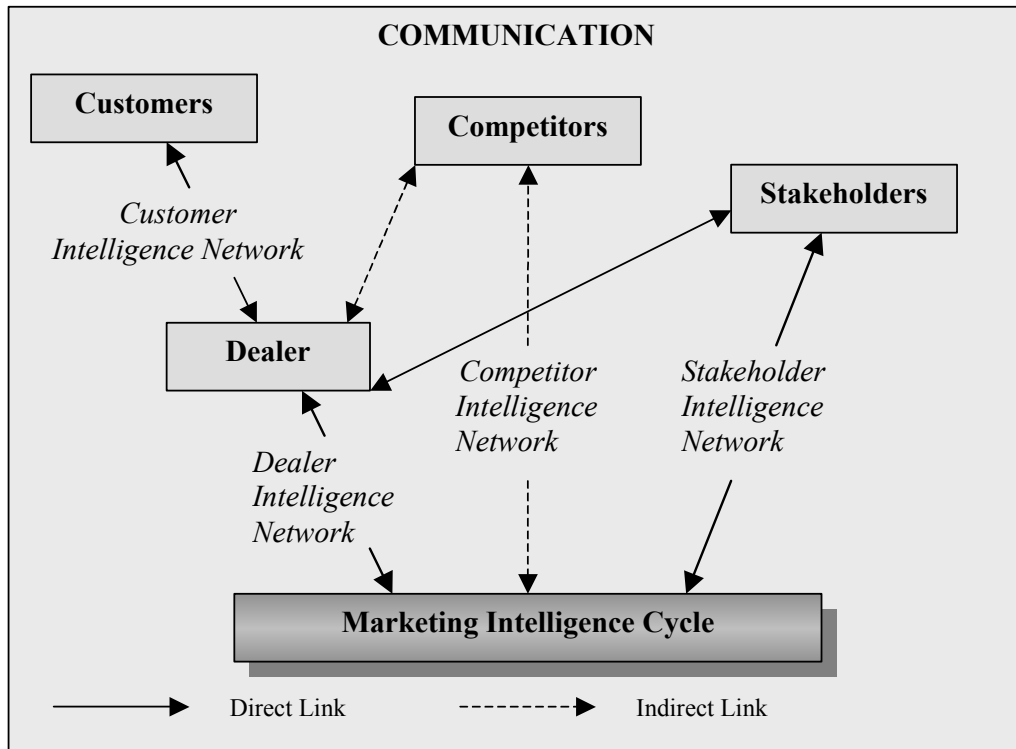 COMMUNICATION
Customers
Competitors
Stakeholders
Customer
Intelligence Network
Dealer
Competitor
Intelligence
Network
Stakeholder
Intelligence
Network
Dealer
Intelligence
Network
Marketing Intelligence Cycle
Direct Link
Indirect Link